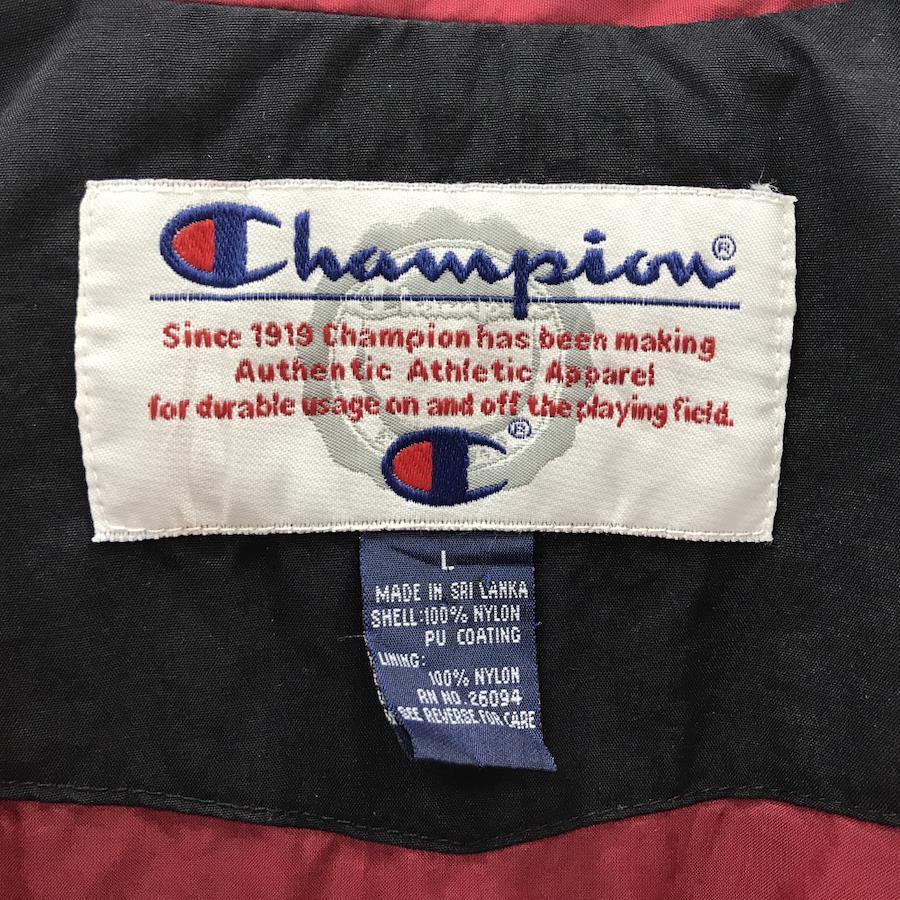 Champion®
Since 1919 Champion has been making
Authentic Athletic Apparel
for durable usage on and off the playing field.
®
L
MADE IN SRI LANKA
SHELL:100% NYLON
PU COATING
LINING:
100% NYLON
RN NO.26094
SEE REVERSE FOR CARE